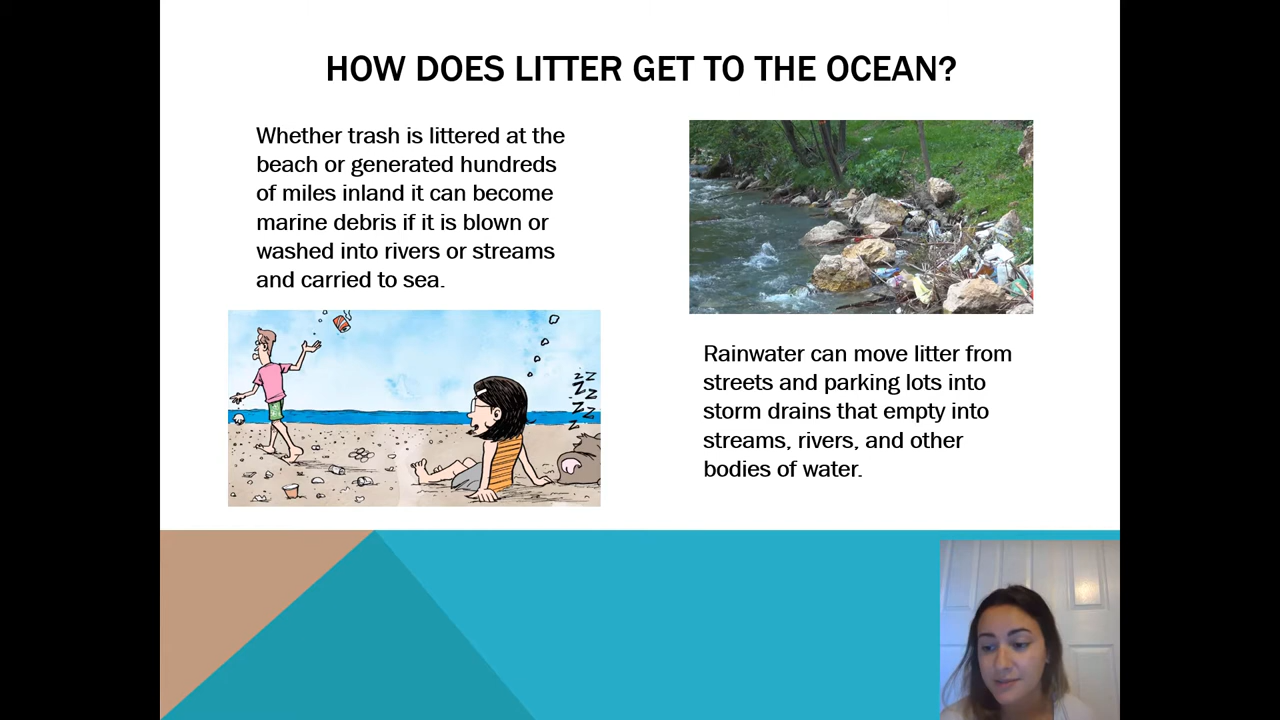 HOW DOES LITTER GET TO THE OCEAN?
Whether trash is littered at the
beach or generated hundreds
of miles inland it can become
marine debris if it is blown or
washed into rivers or streams
and carried to sea.
zz
zz
zz
z
Rainwater can move litter from
streets and parking lots into
storm drains that empty into
streams, rivers, and other
bodies of water.